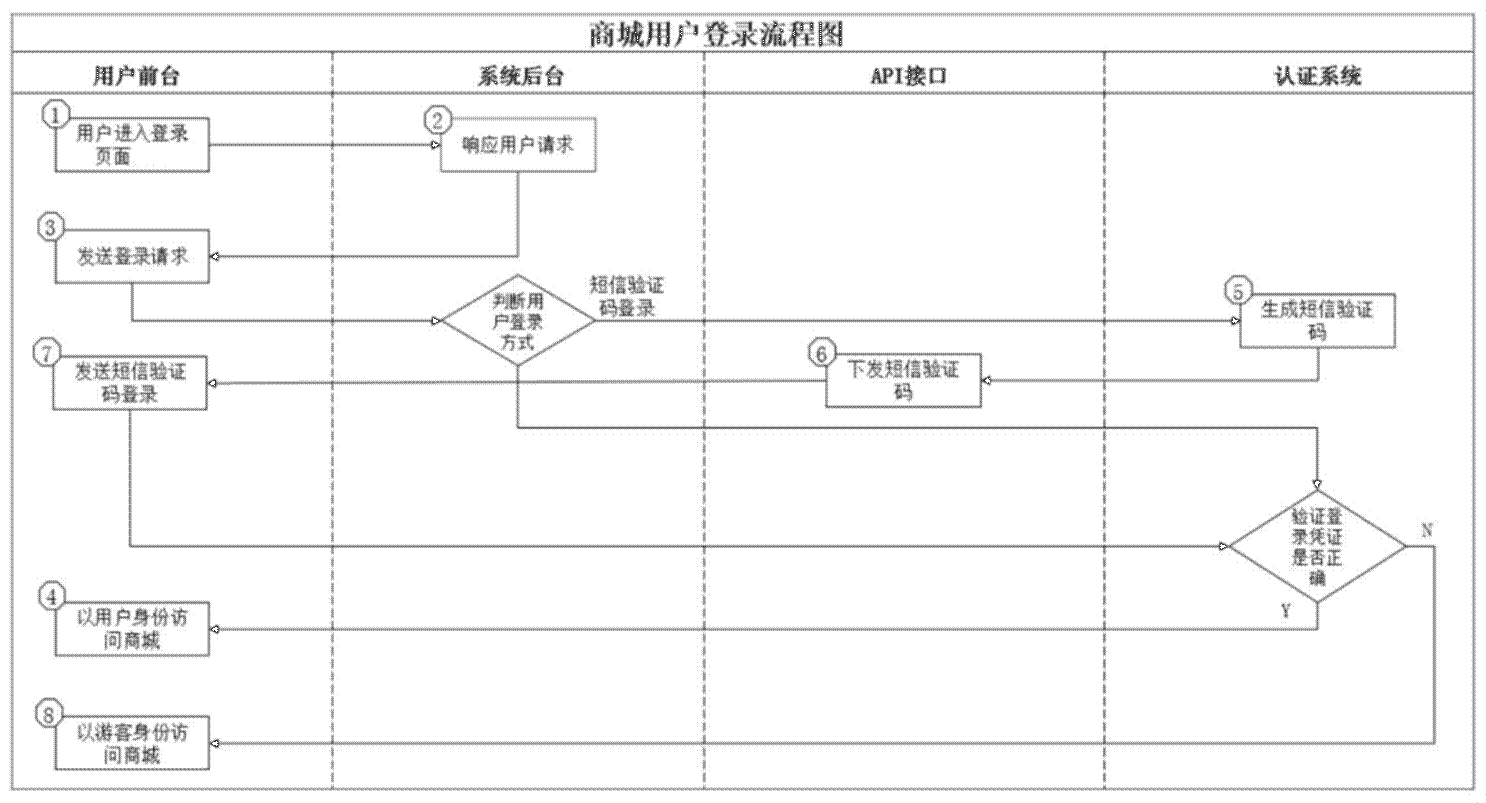 商城用户登录流程图
用户前台
系统后台
API接口
认证系统
1
用户进入登录
页面
2
响应用户请求
3
发送登录请求
判断用
户登录
方式
短信验证
码登录
5
生成短信验证
码
7
发送短信验证
码登录
6
下发短信验证
码
验证登
录凭证
是否正
确
N
Y
4
以用户身份访
问商城
8
以游客身份访
问商城